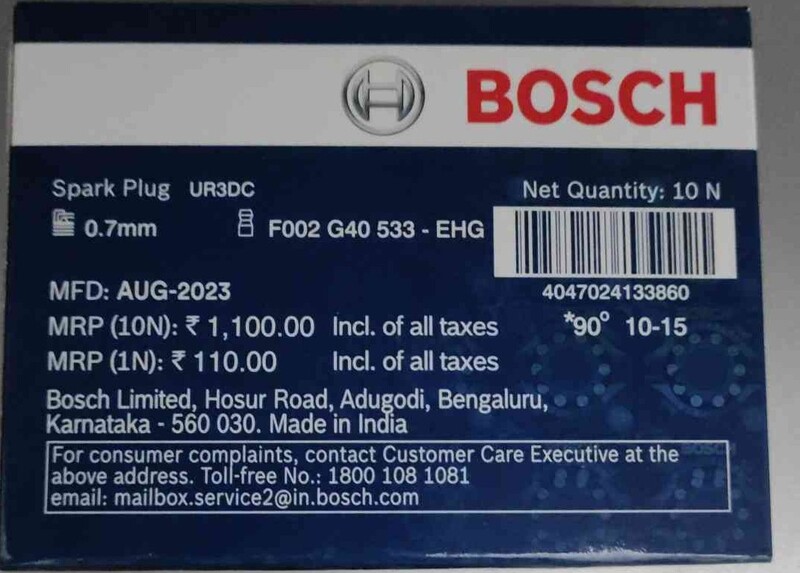 BOSCH
Spark Plug UR3DC
Net Quantity: 10 N
0.7mm
F002 G40 533 - EHG
4047024133860
MFD: AUG-2023
*90° 10-15
MRP (10N): ₹ 1,100.00 Incl. of all taxes
MRP (1N): ₹ 110.00 Incl. of all taxes
Bosch Limited, Hosur Road, Adugodi, Bengaluru,
Karnataka - 560 030. Made in India
BOSCH
For consumer complaints, contact Customer Care Executive at the
above address. Toll-free No.: 1800 108 1081
email: mailbox.service2@in.bosch.com